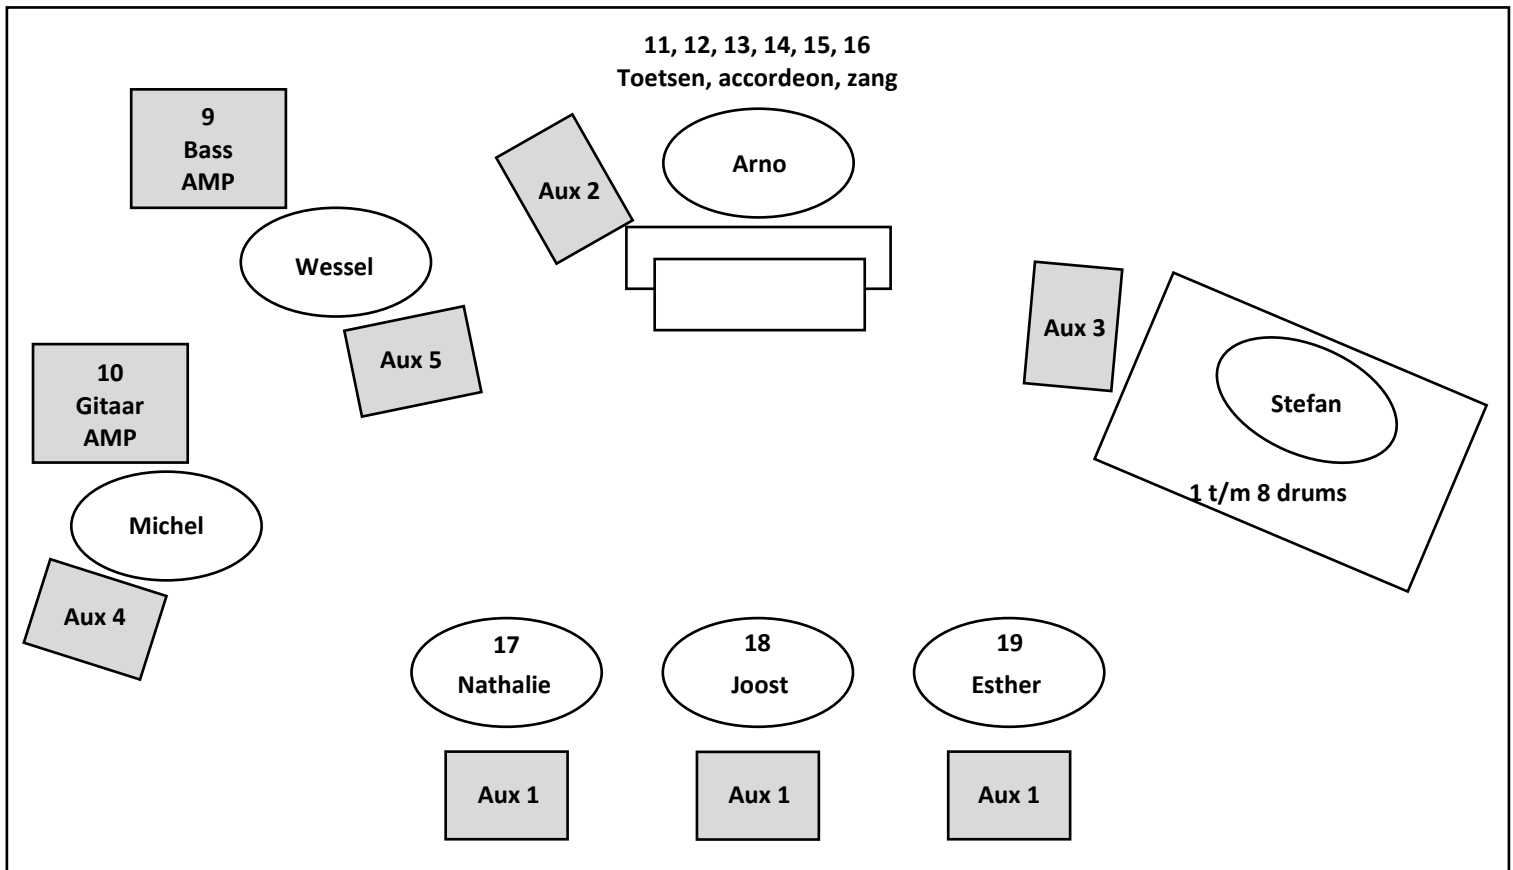 11, 12, 13, 14, 15, 16
Toetsen, accordeon, zang
9
Bass
AMP
Arno
Aux 2
Wessel
Aux 3
Aux 5
10
Gitaar
AMP
Stefan
1 t/m 8 drums
Michel
Aux 4
17
Nathalie
18
Joost
19
Esther
Aux 1
Aux 1
Aux 1